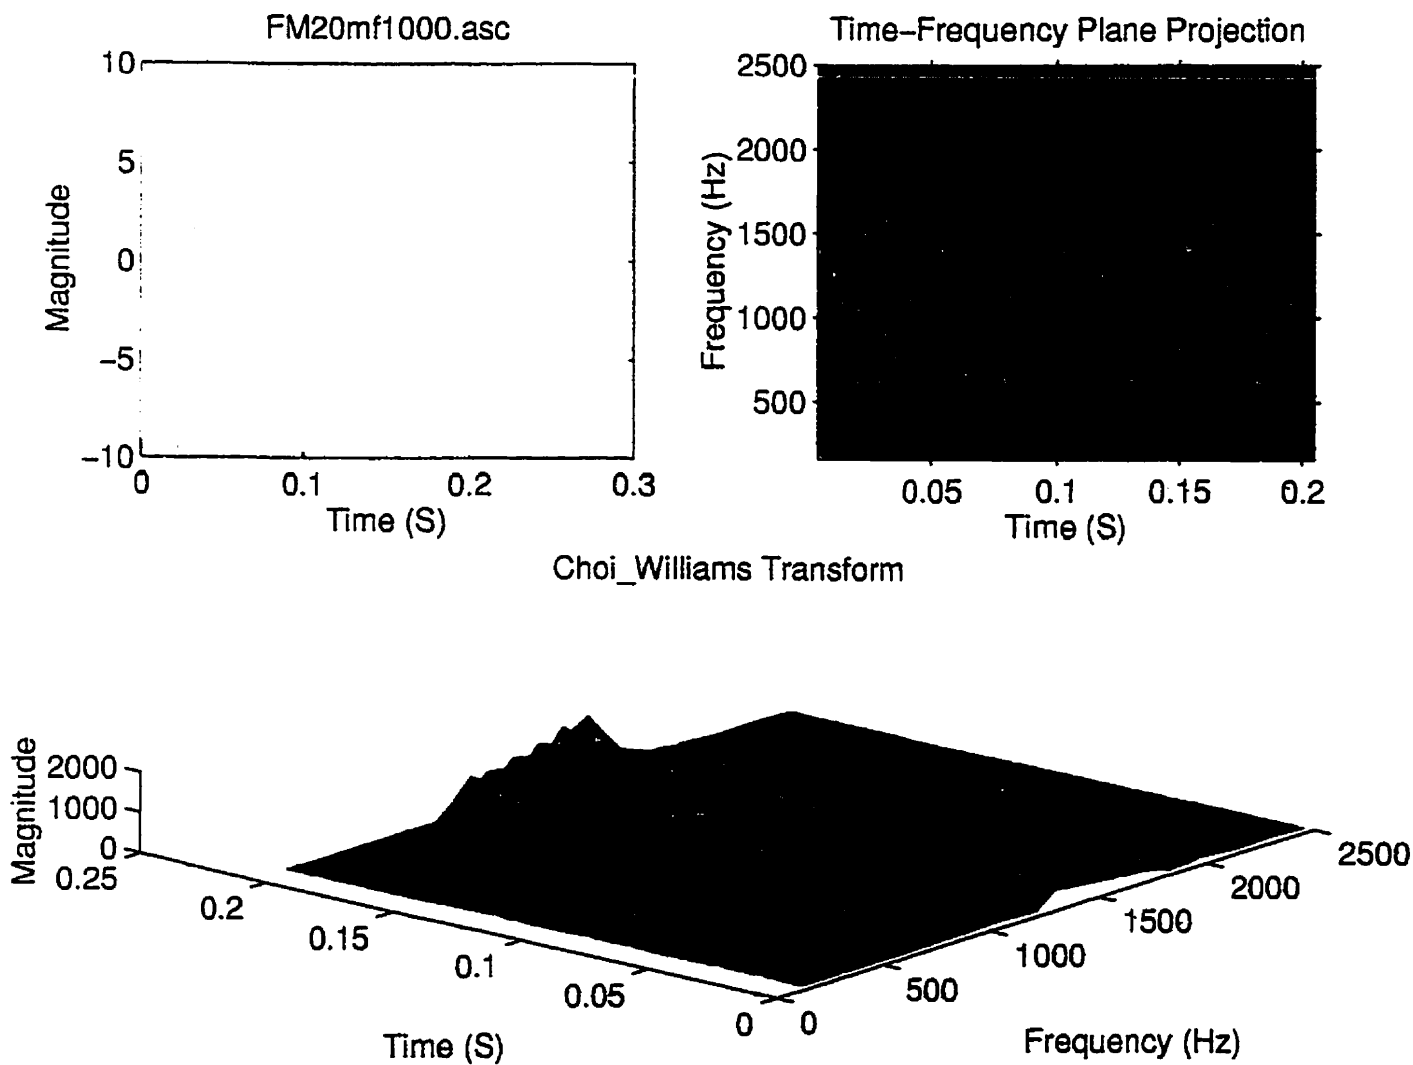 FM20mf1000.asc
10
5
0
−5
−10
Magnitude
0 0.1 0.2 0.3
Time (S)
Time−Frequency Plane Projection
2500
2000
1500
1000
500
Frequency (Hz)
0.05 0.1 0.15 0.2
Time (S)
Choi_Williams Transform
2000
1000
0
Magnitude
0.25
0.2
0.15
0.1
0.05
0
Time (S)
0
500
1000
1500
2000
2500
Frequency (Hz)